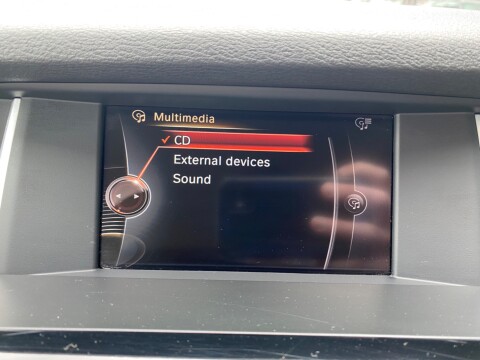 Multimedia
CD
External devices
Sound